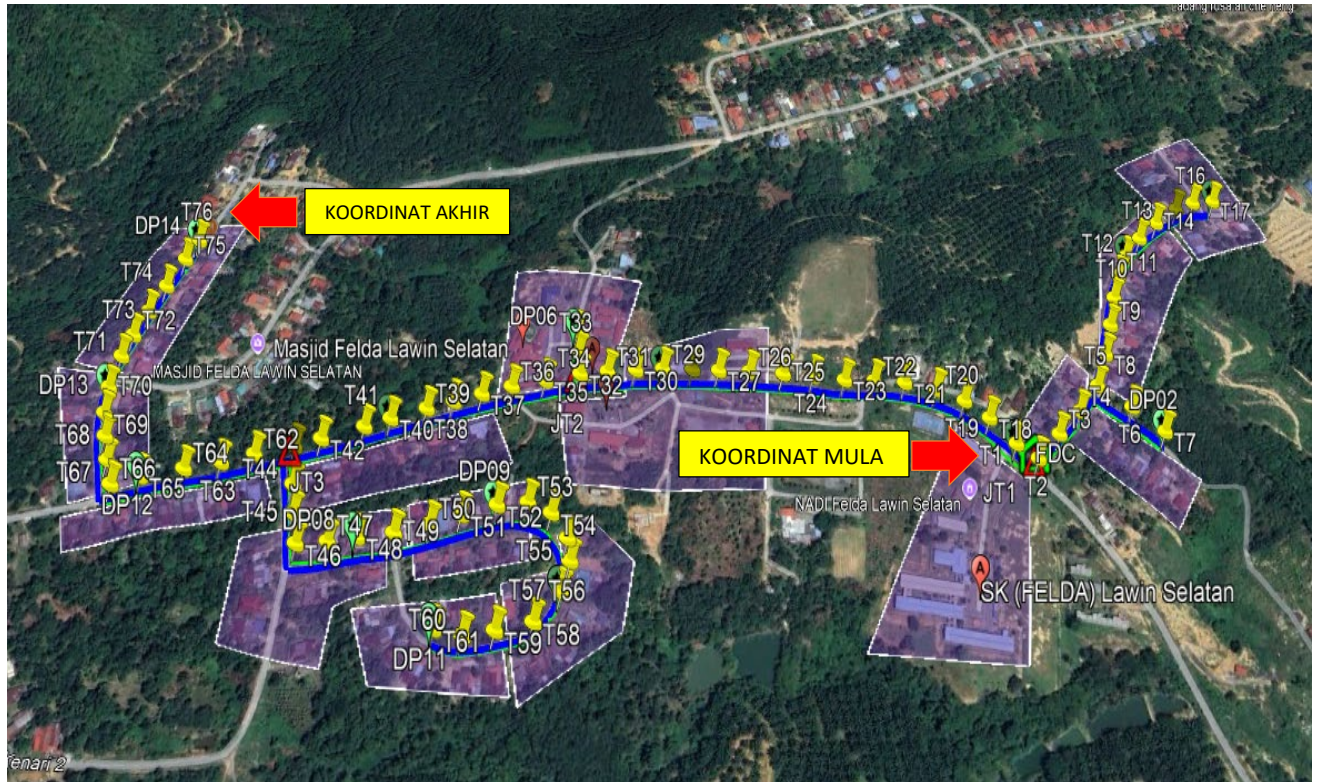 T16
T17
T13
T14
KOORDINAT AKHIR
T76
DP14
T75
T12
T11
T10
T74
T9
T73
T72
DP06
T33
T71
Masjid Felda Lawin Selatan
MASJID FELDA LAWIN SELATAN
T34
T31
T29
T26
T5
T8
DP13
T70
T36
T32
T30
T27
T25
T22
T20
T41
T39
T35
T24
T23
T21
T4
DP02
T69
T37
T3
T68
T40
T38
JT2
T19
T18
T6
T7
T42
KOORDINAT MULA
T1
FDC
T64
T62
T67
T66
T44
T65
T63
JT3
T2
DP12
DP09
JT1
T53
NADI Felda Lawin Selatan
T45
T50
DP08
T47
T52
T49
T51
T54
T46
T48
T55
T57
T56
SK (FELDA) Lawin Selatan
T60
T61
T59
T58
DP11